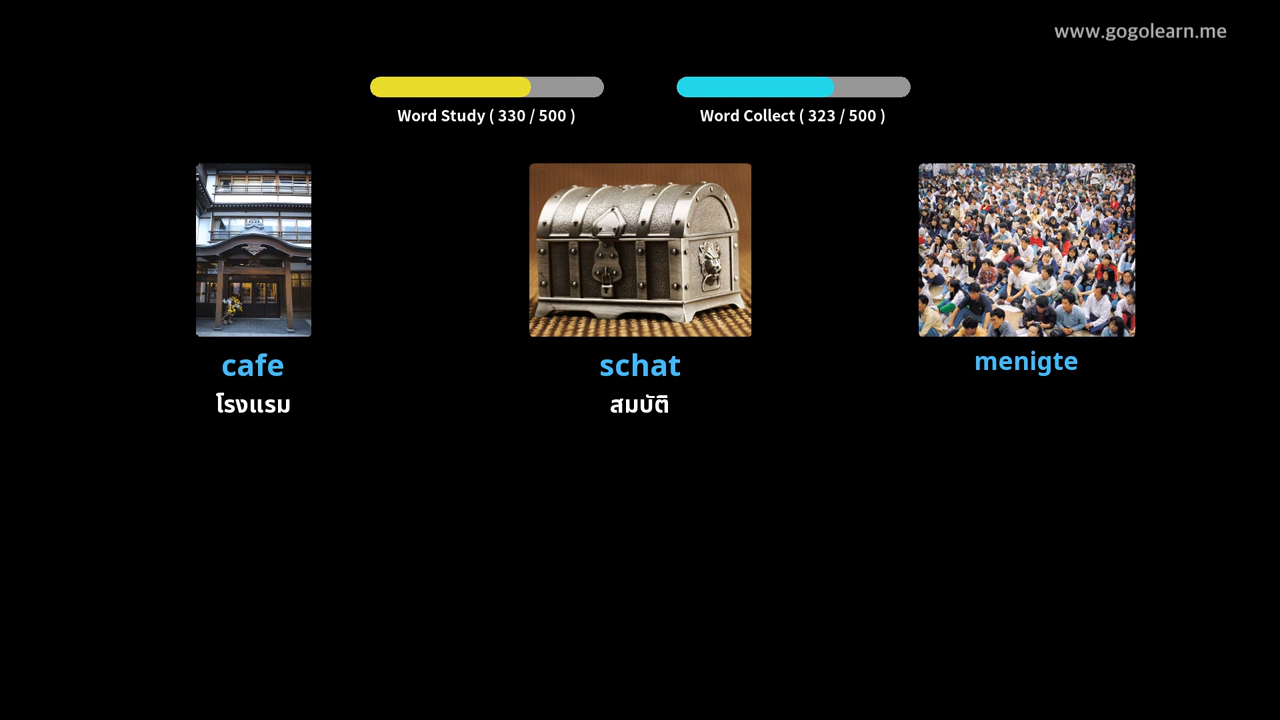 www.gogolearn.me
Word Study ( 330 / 500 )
Word Collect ( 323 / 500 )
cafe
โรงแรม
schat
สมบัติ
menigte